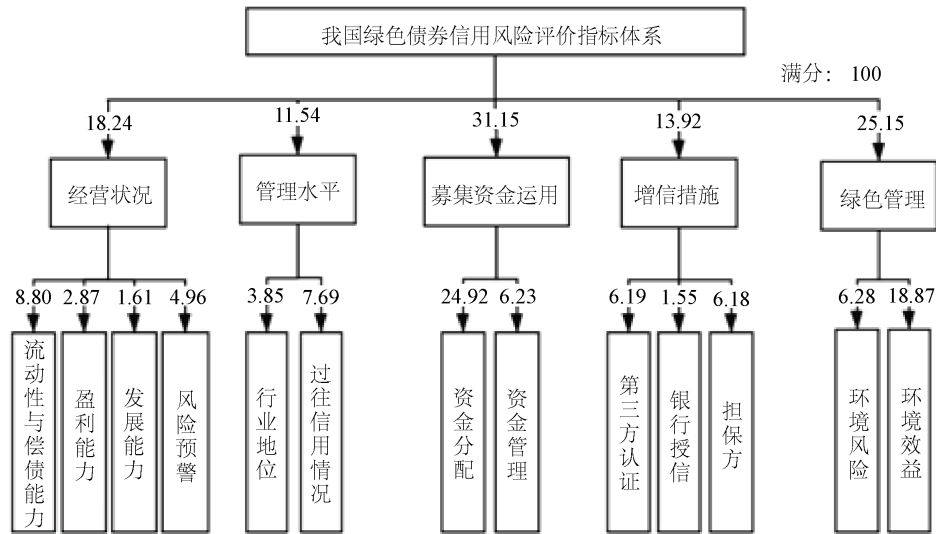 我国绿色债券信用风险评价指标体系
满分: 100
18.24
11.54
31.15
13.92
25.15
经营状况
管理水平
募集资金运用
增信措施
绿色管理
8.80
2.87
1.61
4.96
3.85
7.69
24.92
6.23
6.19
1.55
6.18
6.28
18.87
流动性与偿债能力
盈利能力
发展能力
风险预警
行业地位
过往信用情况
资金分配
资金管理
第三方认证
银行授信
担保方
环境风险
环境效益